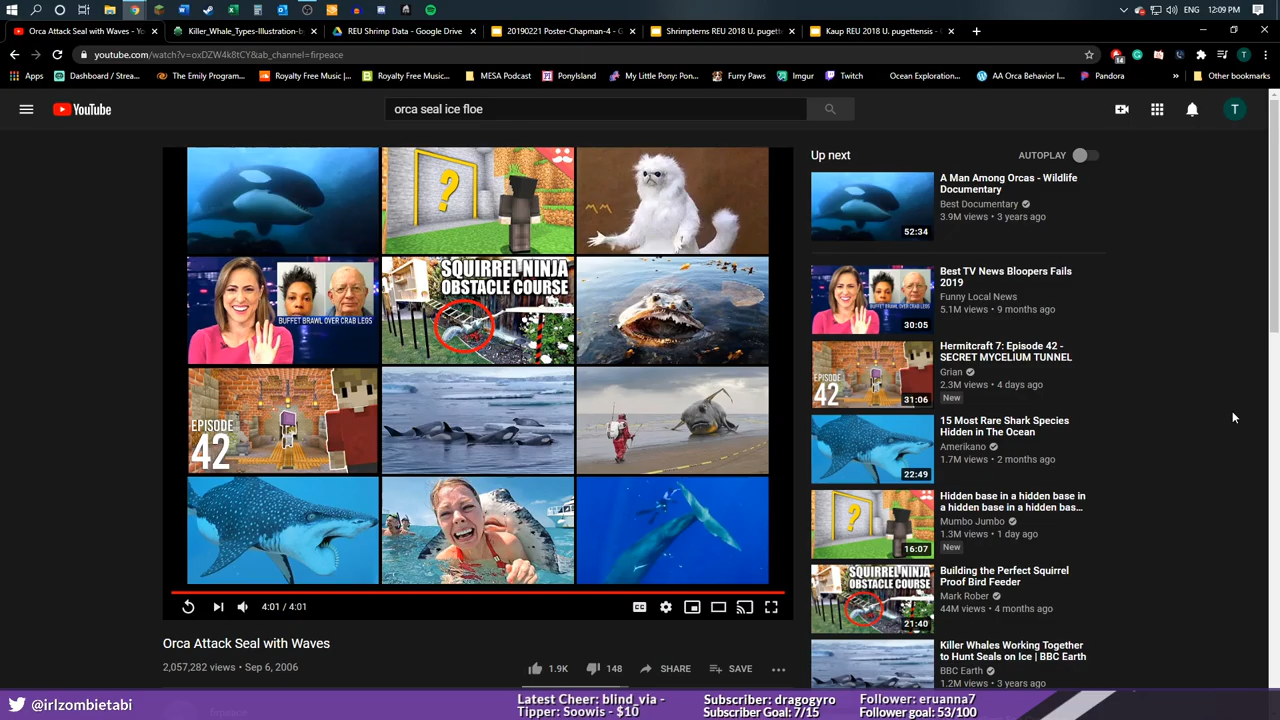 ENG 12:09 PM
Orca Attack Seal with Waves - Yo
Killer_Whale_Types-Illustration-b
REU Shrimp Data - Google Drive
20190221 Poster-Chapman-4 - G
Shrimpterns REU 2018 U. pugett
Kaup REU 2018 U. pugettensis - G
youtube.com/watch?v=oxDZW4k8tCY&ab_channel=firpeace
14
T
Apps
Dashboard / Strea...
The Emily Program...
Royalty Free Music...
Royalty Free Music...
MESA Podcast
PonyIsland
My Little Pony: Pon...
Furry Paws
Imgur
Twitch
Ocean Exploration...
AA Orca Behavior I...
Pandora
»
Other bookmarks
YouTube
orca seal ice floe
T
Up next
AUTOPLAY
A Man Among Orcas - Wildlife
Documentary
Best Documentary
3.9M views • 3 years ago
52:34
Best TV News Bloopers Fails
2019
Funny Local News
5.1M views • 9 months ago
30:05
Hermitcraft 7: Episode 42 -
SECRET MYCELIUM TUNNEL
Grian
2.3M views • 4 days ago
New
EPISODE
42
31:06
15 Most Rare Shark Species
Hidden in The Ocean
Amerikano
1.7M views • 2 months ago
22:49
Hidden base in a hidden base in
a hidden base in a hidden bas...
Mumbo Jumbo
1.3M views • 1 day ago
New
?
16:07
Building the Perfect Squirrel
Proof Bird Feeder
Mark Rober
44M views • 4 months ago
SQUIRREL NINJA
OBSTACLE COURSE
21:40
Killer Whales Working Together
to Hunt Seals on Ice | BBC Earth
BBC Earth
1.2M views • 3 years ago
?
BUFFET BRAWL OVER CRAB LEGS
SQUIRREL NINJA
OBSTACLE COURSE
EPISODE
42
4:01 / 4:01
CC
Orca Attack Seal with Waves
2,057,282 views • Sep 6, 2006
1.9K
148
SHARE
SAVE
firpeace
@irlzombietabi
Latest Cheer: blind_via -
Tipper: Soowis - $10
Subscriber: dragogyro
Subscriber Goal: 7/15
Follower: eruanna7
Follower goal: 53/100